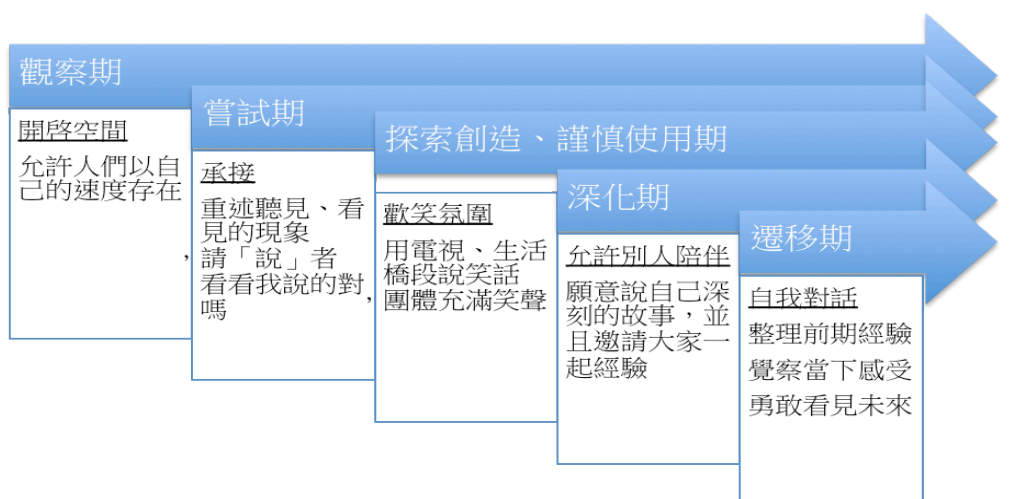 觀察期
開啓空間
允許人們以自
己的速度存在
,
嘗試期
承接
重述聽見、看
見的現象
請「說」者
看看我說的對,
嗎
探索創造、謹慎使用期
歡笑氛圍
用電視、生活
橋段說笑話
團體充滿笑聲
深化期
允許別人陪伴
願意說自己深
刻的故事，並
且邀請大家一
起經驗
遷移期
自我對話
整理前期經驗
覺察當下感受
勇敢看見未來